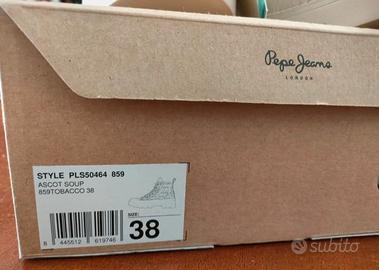 Pepe Jeans
LONDON
STYLE PLS50464 859
ASCOT SOUP
859TOBACCO 38
SIZE:
38
8 445512 619746
subito